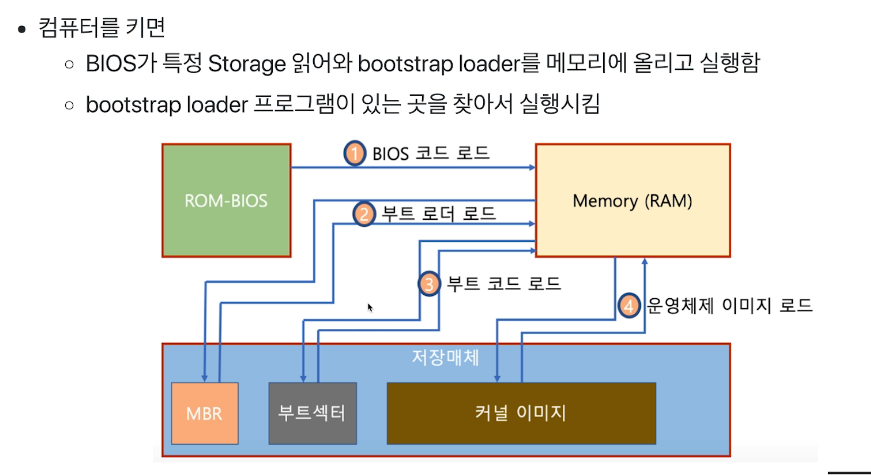 컴퓨터를 키면
BIOS가 특정 Storage 읽어와 bootstrap loader를 메모리에 올리고 실행함
bootstrap loader 프로그램이 있는 곳을 찾아서 실행시킴
ROM-BIOS
1 BIOS 코드 로드
Memory (RAM)
2 부트 로더 로드
3 부트 코드 로드
4 운영체제 이미지 로드
저장매체
MBR
부트섹터
커널 이미지